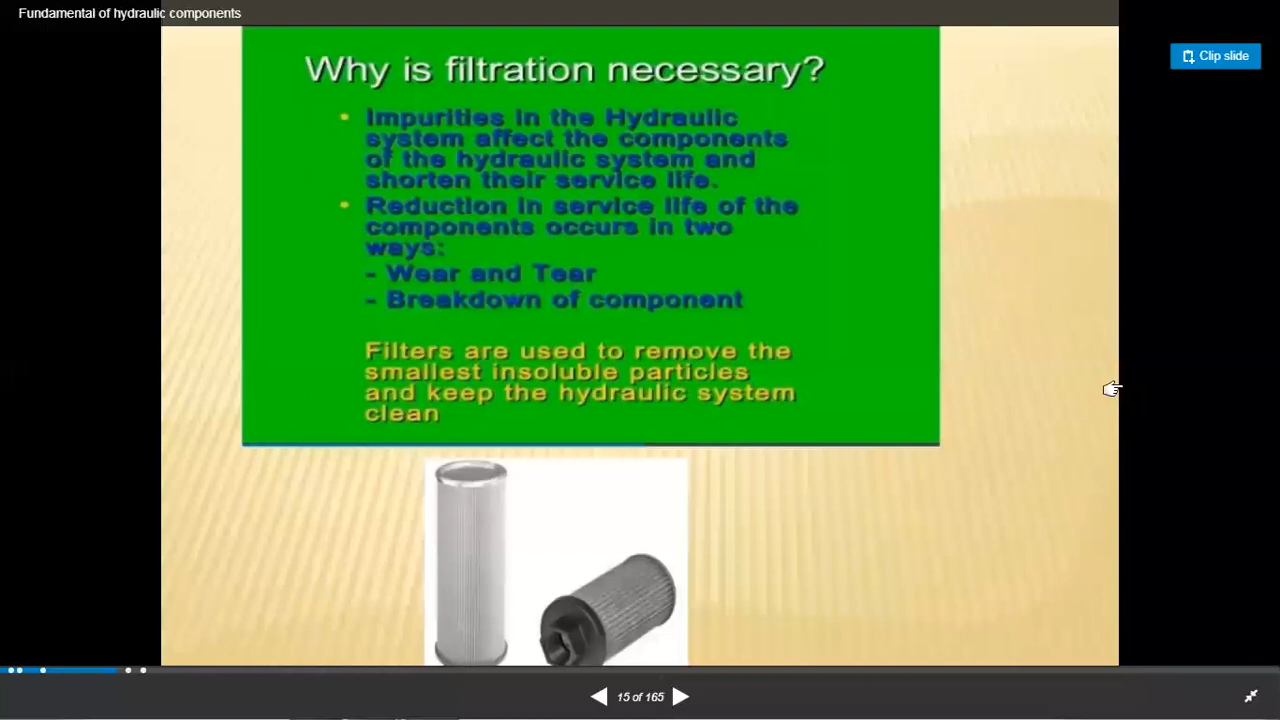 Fundamental of hydraulic components
Clip slide
Why is filtration necessary?
• Impurities in the Hydraulic
system affect the components
of the hydraulic system and
shorten their service life.
• Reduction in service life of the
components occurs in two
ways:
- Wear and Tear
- Breakdown of component
Filters are used to remove the
smallest insoluble particles
and keep the hydraulic system
clean
15 of 165